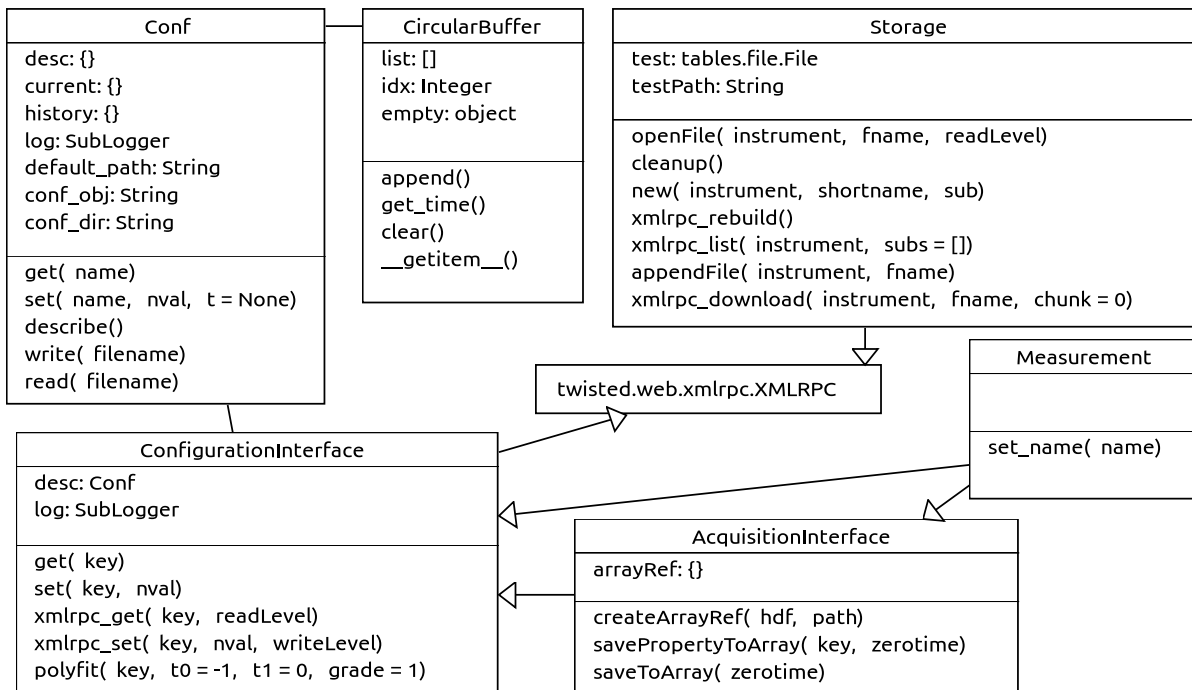 Conf
desc: {}
current: {}
history: {}
log: SubLogger
default_path: String
conf_obj: String
conf_dir: String
get( name)
set( name, nval, t = None)
describe()
write( filename)
read( filename)
CircularBuffer
list: []
idx: Integer
empty: object
append()
get_time()
clear()
__getitem__()
Storage
test: tables.file.File
testPath: String
openFile( instrument, fname, readLevel)
cleanup()
new( instrument, shortname, sub)
xmlrpc_rebuild()
xmlrpc_list( instrument, subs = [])
appendFile( instrument, fname)
xmlrpc_download( instrument, fname, chunk = 0)
twisted.web.xmlrpc.XMLRPC
Measurement
set_name( name)
ConfigurationInterface
desc: Conf
log: SubLogger
get( key)
set( key, nval)
xmlrpc_get( key, readLevel)
xmlrpc_set( key, nval, writeLevel)
polyfit( key, t0 = -1, t1 = 0, grade = 1)
AcquisitionInterface
arrayRef: {}
createArrayRef( hdf, path)
savePropertyToArray( key, zerotime)
saveToArray( zerotime)